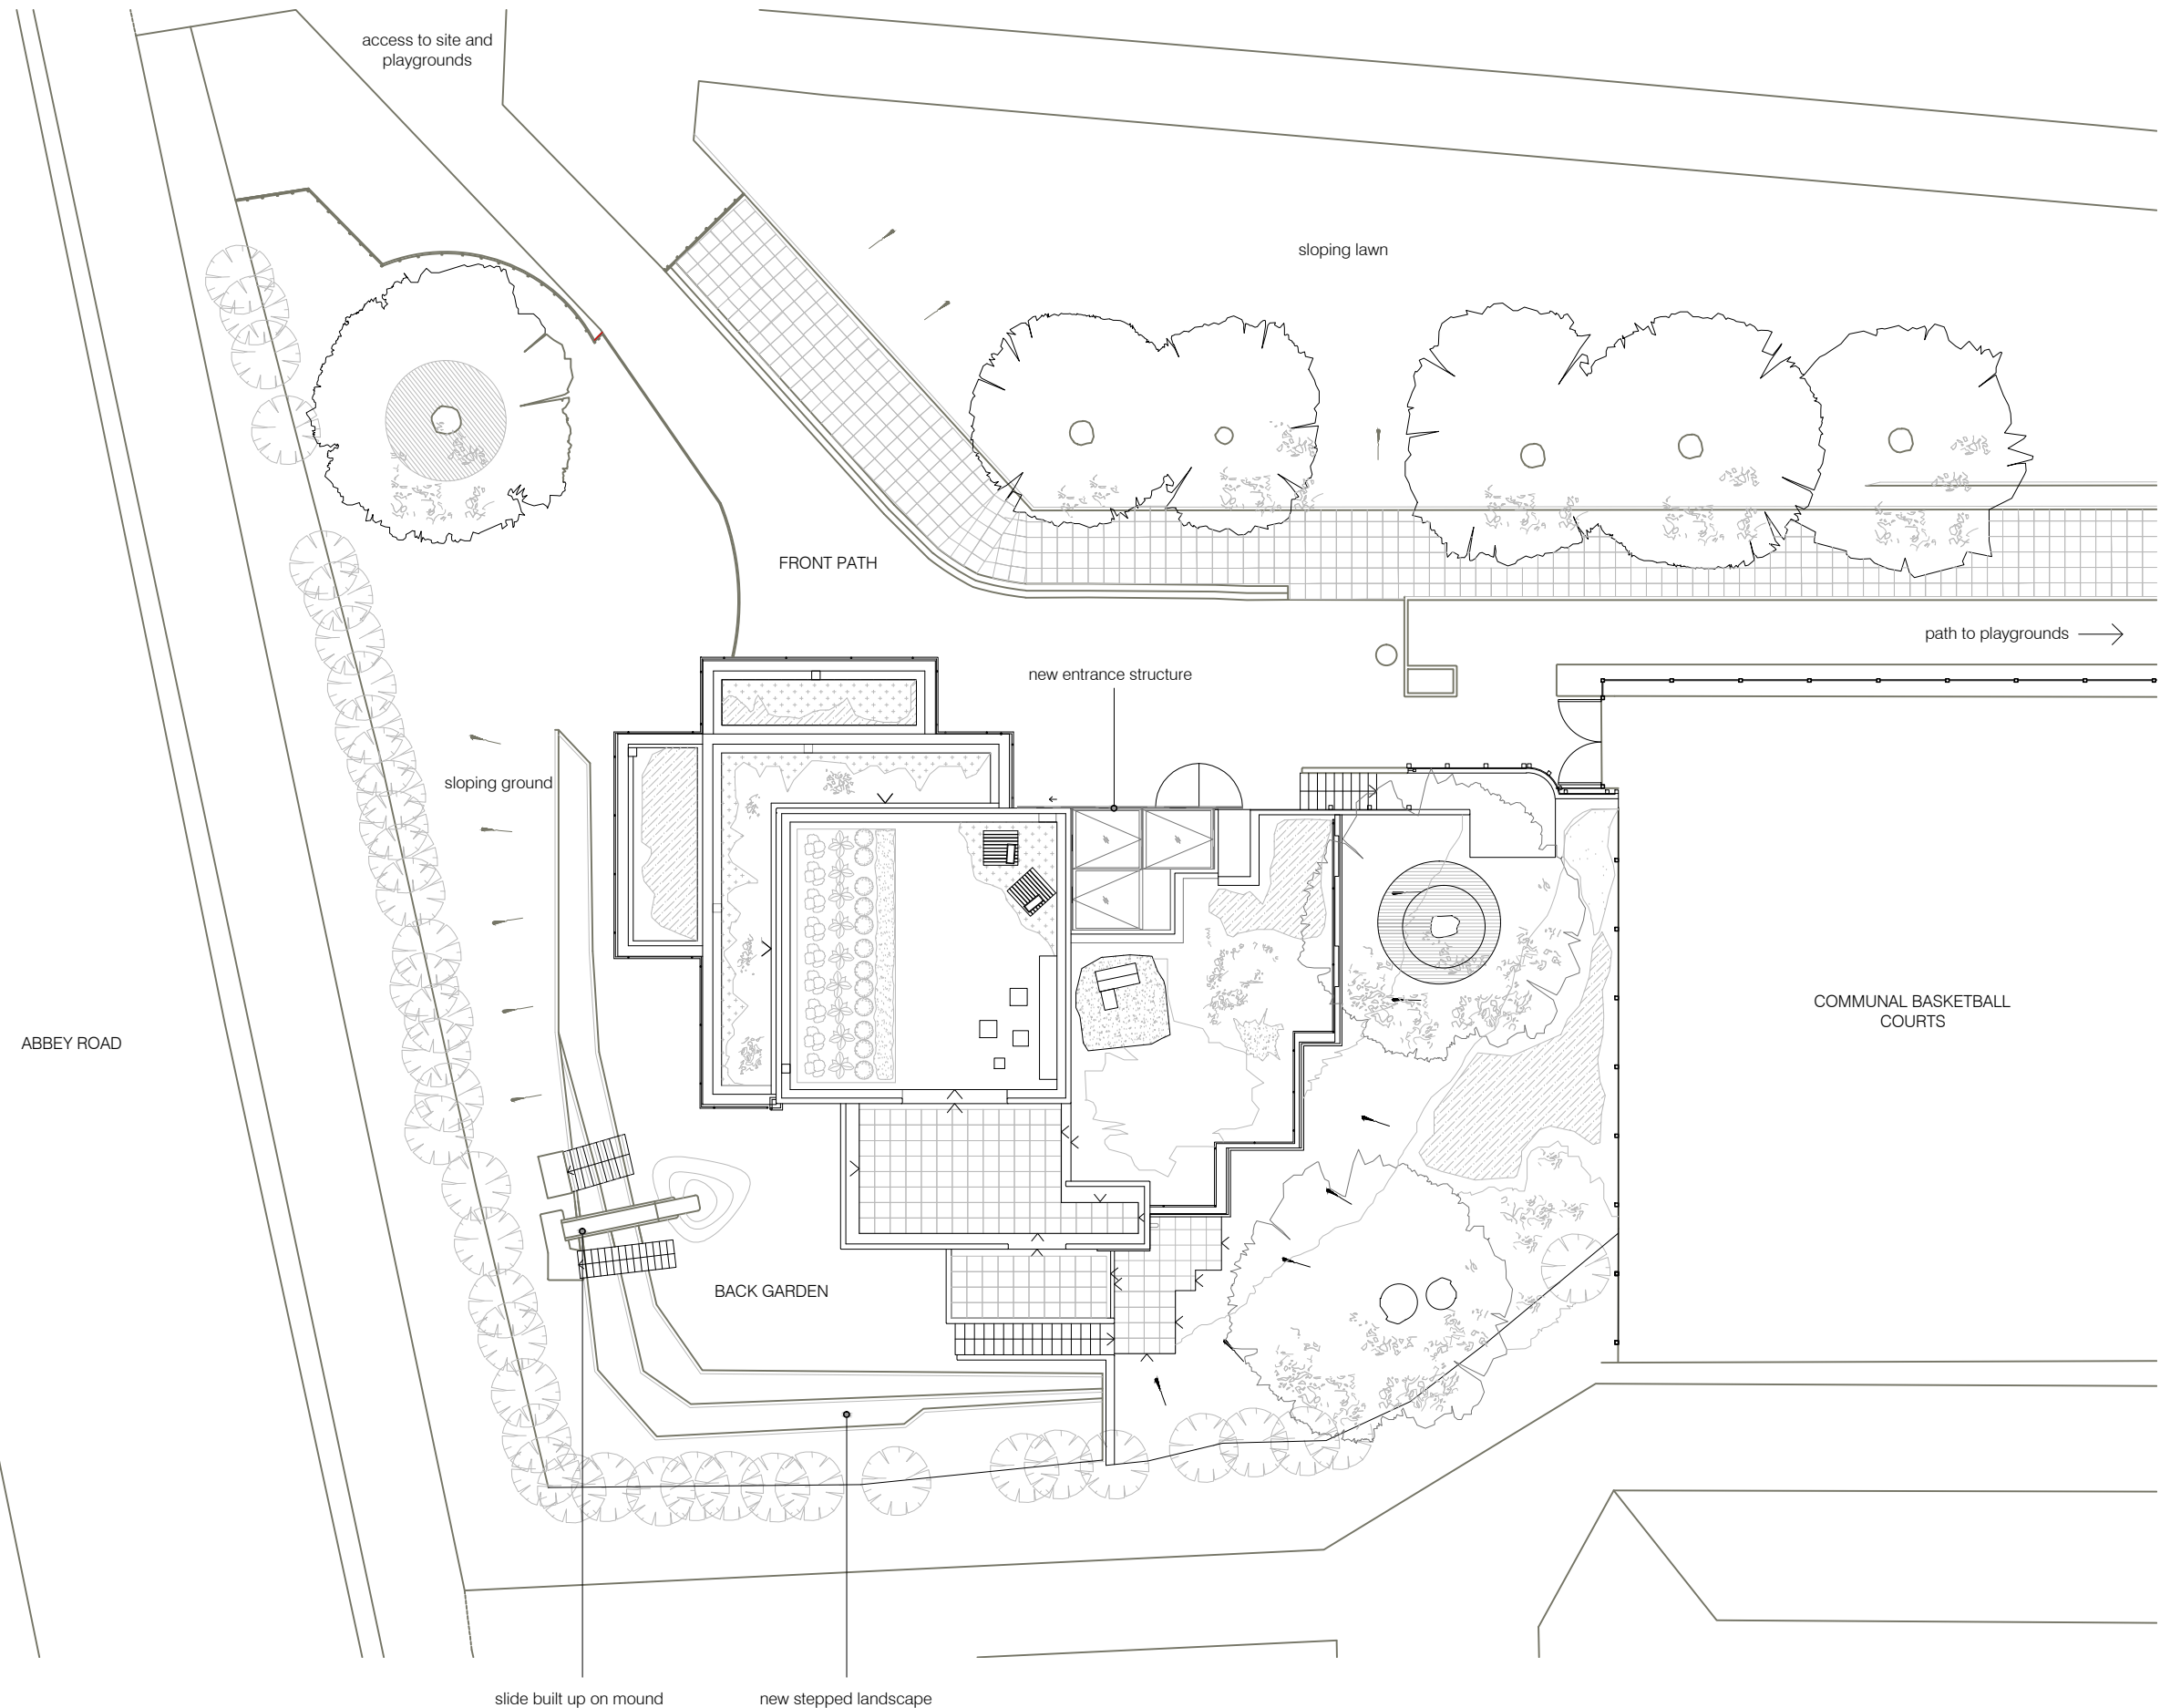 access to site and
playgrounds
sloping lawn
FRONT PATH
path to playgrounds
new entrance structure
sloping ground
COMMUNAL BASKETBALL
COURTS
ABBEY ROAD
BACK GARDEN
slide built up on mound
new stepped landscape